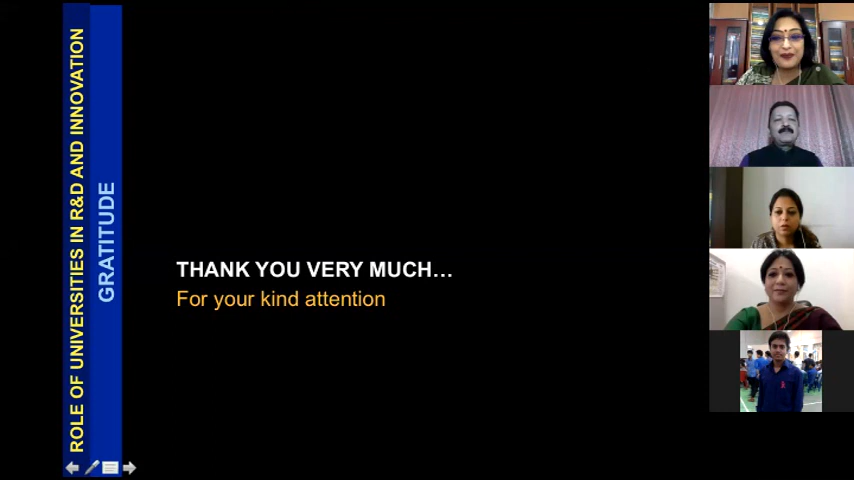 ROLE OF UNIVERSITIES IN R&D AND INNOVATION
GRATITUDE
THANK YOU VERY MUCH...
For your kind attention